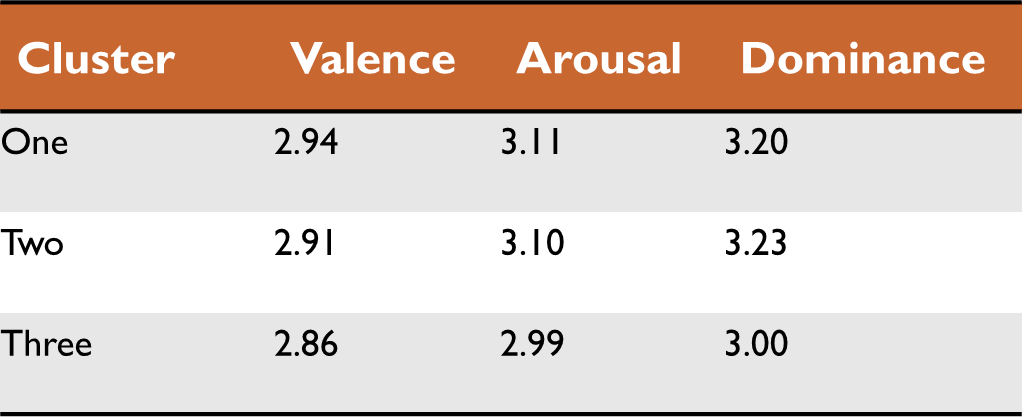 Cluster Valence Arousal Dominance
One 2.94 3.11 3.20
Two 2.91 3.10 3.23
Three 2.86 2.99 3.00